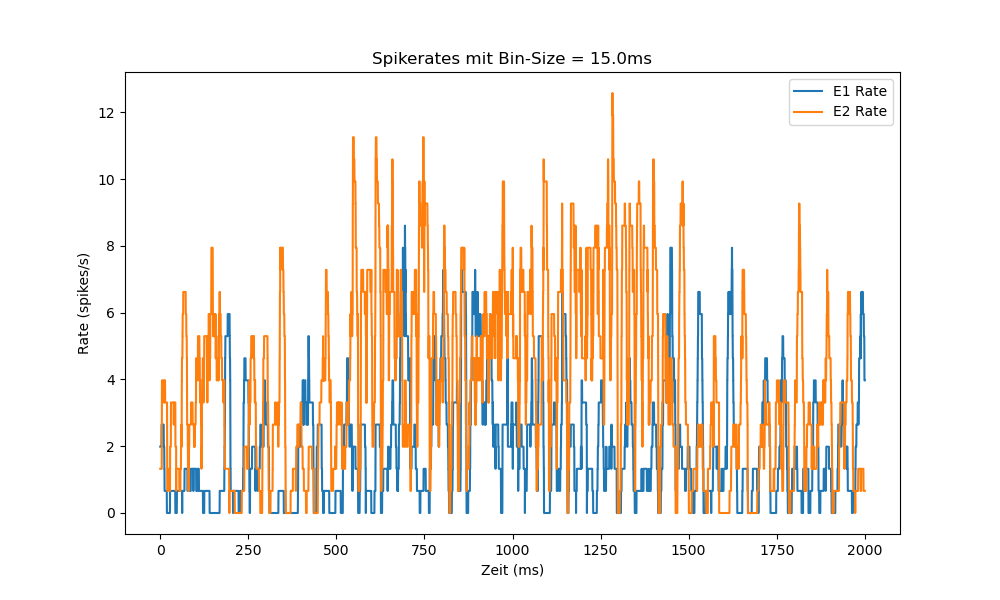 Spikerates mit Bin-Size = 15.0ms
E1 Rate
E2 Rate
Rate (spikes/s)
12
10
8
6
4
2
0
0 250 500 750 1000 1250 1500 1750 2000
Zeit (ms)